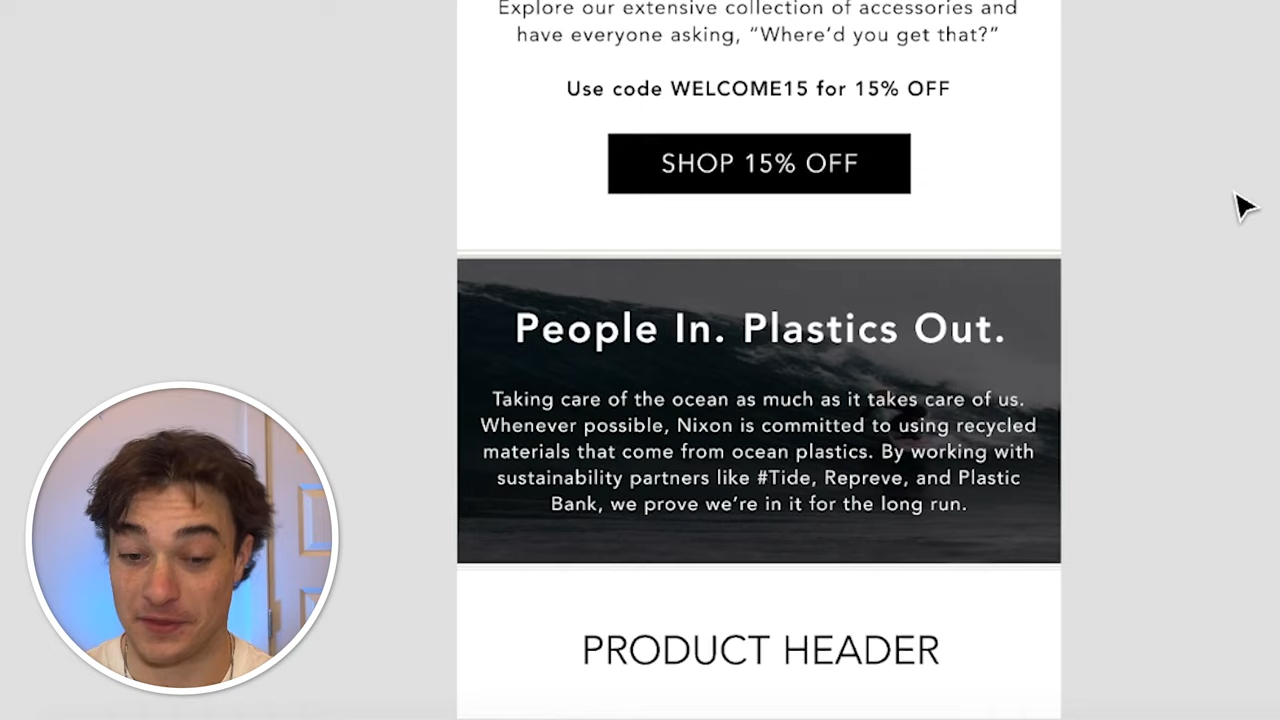 Explore our extensive collection of accessories and
have everyone asking, “Where’d you get that?”
Use code WELCOME15 for 15% OFF
SHOP 15% OFF
People In. Plastics Out.
Taking care of the ocean as much as it takes care of us.
Whenever possible, Nixon is committed to using recycled
materials that come from ocean plastics. By working with
sustainability partners like #Tide, Repreve, and Plastic
Bank, we prove we’re in it for the long run.
PRODUCT HEADER